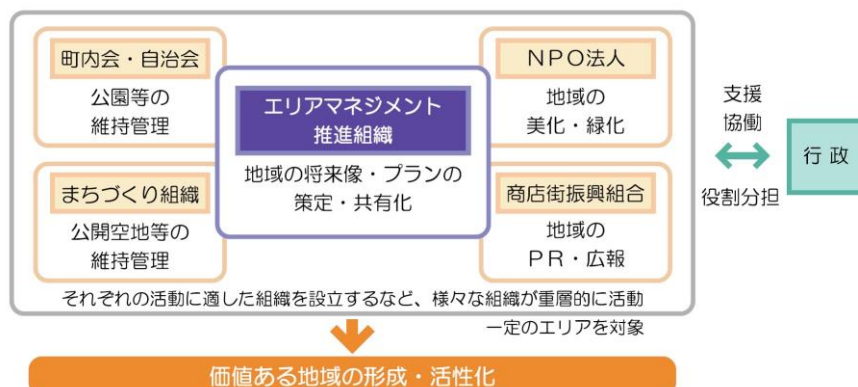 町内会・自治会
公園等の
維持管理
エリアマネジメント
推進組織
地域の将来像・プランの
策定・共有化
NPO法人
地域の
美化・緑化
まちづくり組織
公開空地等の
維持管理
商店街振興組合
地域の
PR・広報
それぞれの活動に適した組織を設立するなど、様々な組織が重層的に活動
一定のエリアを対象
支援
協働
役割分担
行政
価値ある地域の形成・活性化